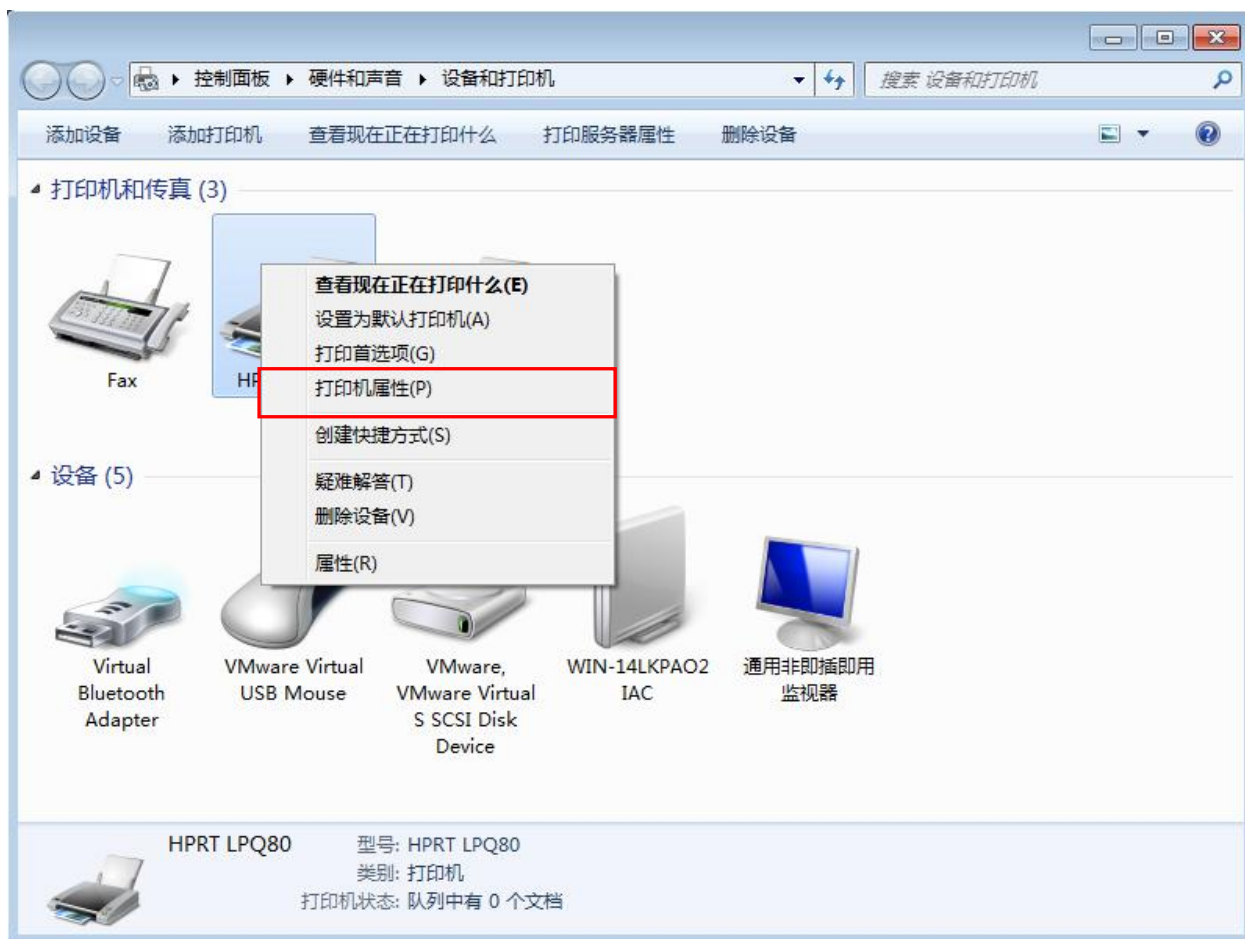 控制面板 ▸ 硬件和声音 ▸ 设备和打印机
搜索 设备和打印机
添加设备 添加打印机 查看现在正在打印什么 打印服务器属性 删除设备
打印机和传真 (3)
查看现在正在打印什么(E)
设置为默认打印机(A)
打印首选项(G)
Fax
打印机属性(P)
创建快捷方式(S)
设备 (5)
疑难解答(T)
删除设备(V)
属性(R)
Virtual
Bluetooth
Adapter
VMware Virtual
USB Mouse
VMware,
VMware Virtual
S SCSI Disk
Device
WIN-14LKPAO2
IAC
通用非即插即用
监视器
HPRT LPQ80 型号: HPRT LPQ80
类别: 打印机
打印机状态: 队列中有 0 个文档